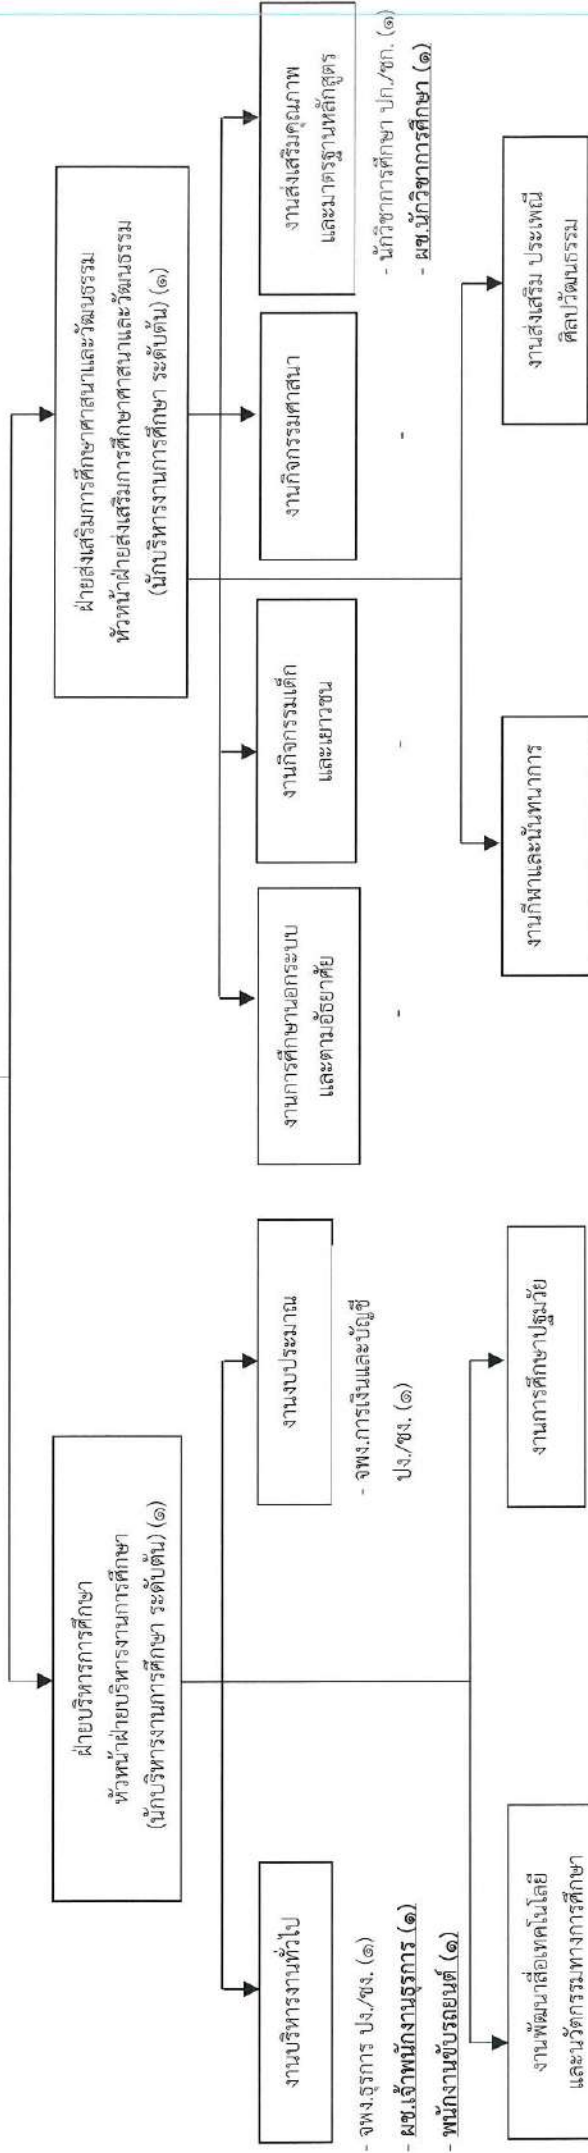 ฝ่ายบริหารการศึกษา
หัวหน้าฝ่ายบริหารงานการศึกษา
(นักบริหารงานการศึกษา ระดับต้น) (๑)
ฝ่ายส่งเสริมการศึกษาศาสนาและวัฒนธรรม
หัวหน้าฝ่ายส่งเสริมการศึกษาศาสนาและวัฒนธรรม
(นักบริหารงานการศึกษา ระดับต้น) (๑)
งานบริหารงานทั่วไป
- จพง.ธุรการ ปง./ชง. (๑)
- ผช.เจ้าพนักงานธุรการ (๑)
- พนักงานขับรถยนต์ (๑)
งานงบประมาณ
- จพง.การเงินและบัญชี
ปง./ชง. (๑)
งานการศึกษานอกระบบ
และตามอัธยาศัย
-
งานกิจกรรมเด็ก
และเยาวชน
-
งานกิจกรรมศาสนา
-
งานส่งเสริมคุณภาพ
และมาตรฐานหลักสูตร
- นักวิชาการศึกษา ปก./ชก. (๑)
- ผช.นักวิชาการศึกษา (๑)
งานพัฒนาสื่อเทคโนโลยี
และนวัตกรรมทางการศึกษา
งานการศึกษาปฐมวัย
งานกีฬาและนันทนาการ
งานส่งเสริม ประเพณี
ศิลปวัฒนธรรม